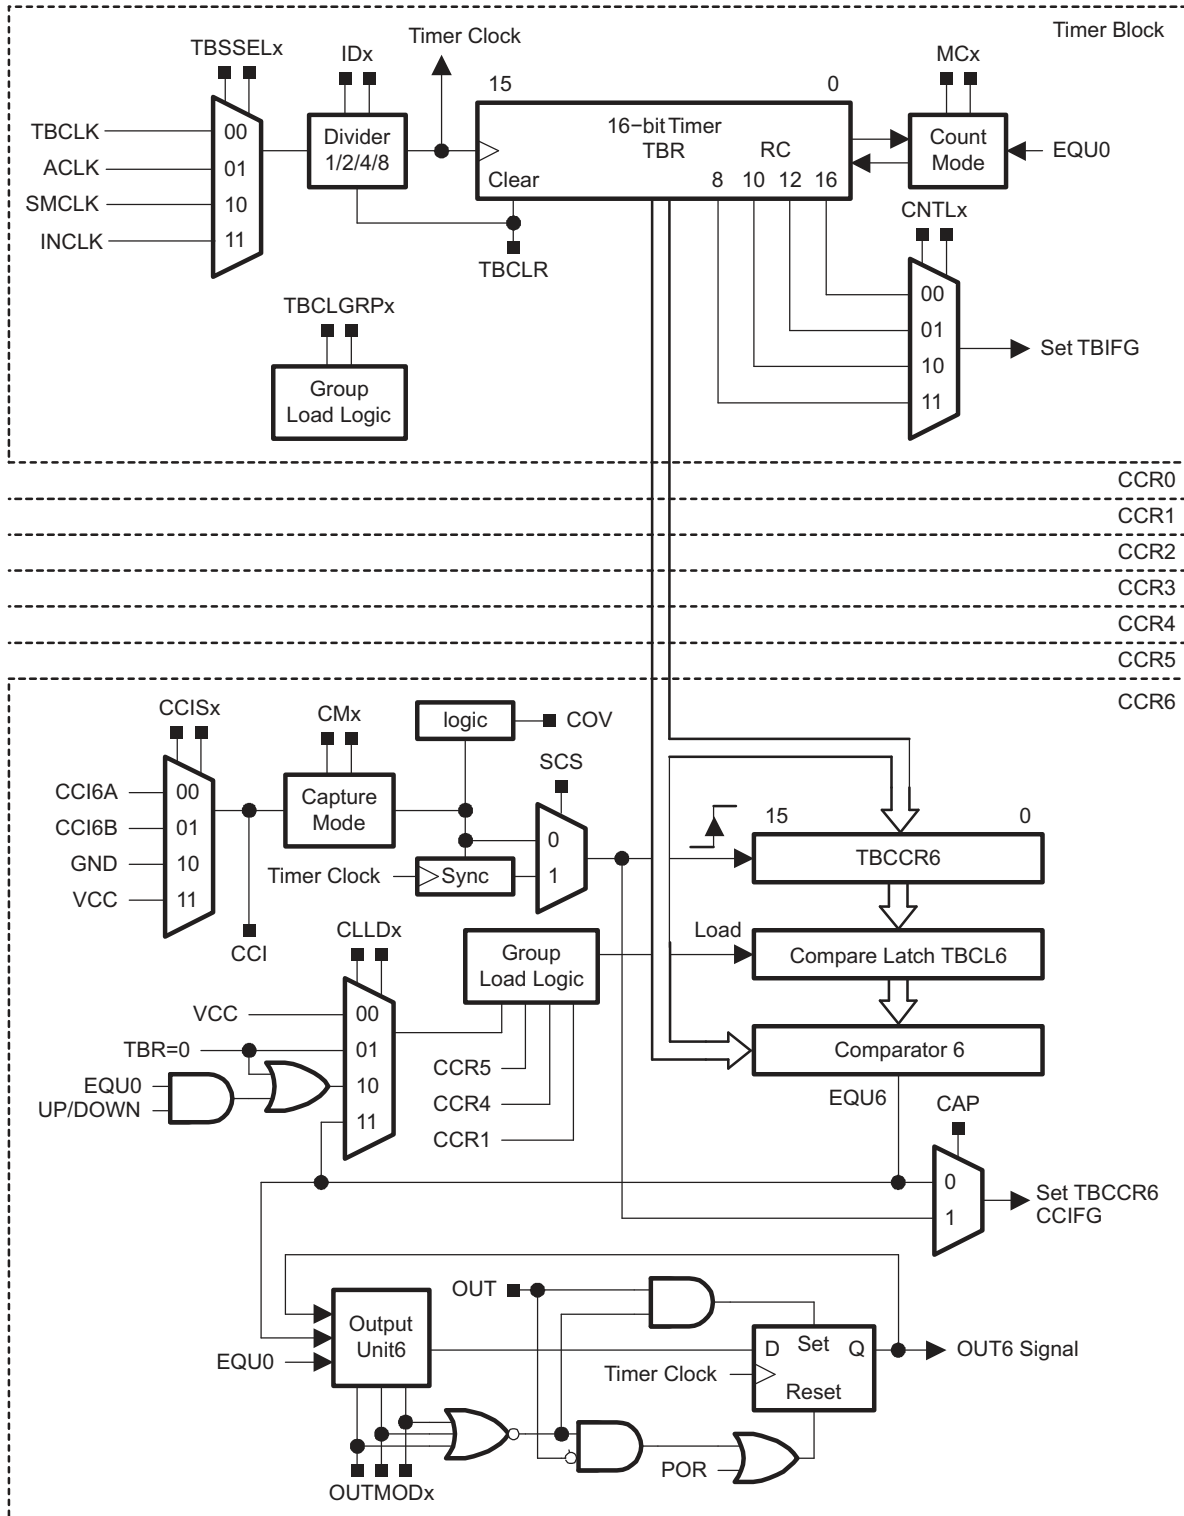 Timer Block
Timer Clock
TBSSELx
IDx
MCx
15
0
TBCLK
ACLK
SMCLK
INCLK
00
01
10
11
Divider
1/2/4/8
16−bit Timer
TBR
RC
Clear
8
10
12
16
Count
Mode
EQU0
TBCLR
CNTLx
00
01
10
11
Set TBIFG
TBCLGRPx
Group
Load Logic
CCR0
CCR1
CCR2
CCR3
CCR4
CCR5
CCR6
CCISx
CMx
logic
COV
SCS
CCI6A
CCI6B
GND
VCC
00
01
10
11
Capture
Mode
0
1
Timer Clock
Sync
CCI
15
0
TBCCR6
Load
Compare Latch TBCL6
Comparator 6
EQU6
CLLDx
Group
Load Logic
VCC
TBR=0
EQU0
UP/DOWN
00
01
10
11
CCR5
CCR4
CCR1
CAP
0
1
Set TBCCR6
CCIFG
OUT
Output
Unit6
EQU0
D
Set
Q
Timer Clock
Reset
OUT6 Signal
POR
OUTMODx